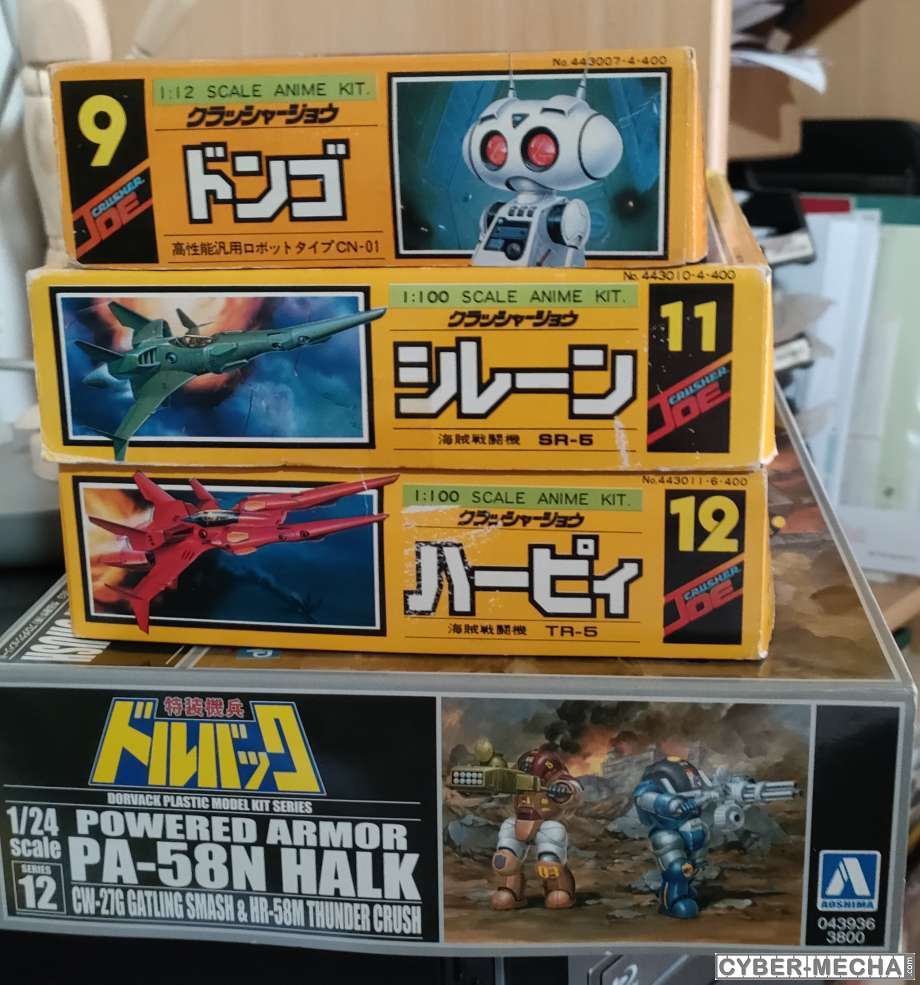 No. 443007-4-400
9
1:12 SCALE ANIME KIT.
クラッシャージョウ
ドンゴ
CRUSHER
JOE
高性能汎用ロボットタイプCN-01
No. 443010-4-400
1:100 SCALE ANIME KIT.
クラッシャージョウ
シレーン
海賊戦闘機 SR-5
11
CRUSHER
JOE
No. 443011-6-400
1:100 SCALE ANIME KIT.
クラッシャージョウ
ハーピィ
海賊戦闘機 TR-5
12
CRUSHER
JOE
特装機兵
ドルバック
DORVACK PLASTIC MODEL KIT SERIES
1/24
scale
SERIES
12
POWERED ARMOR
PA-58N HALK
CW-27G GATLING SMASH & HR-58M THUNDER CRUSH
03
AOSHIMA
043936
3800
CYBER-MECHA.com